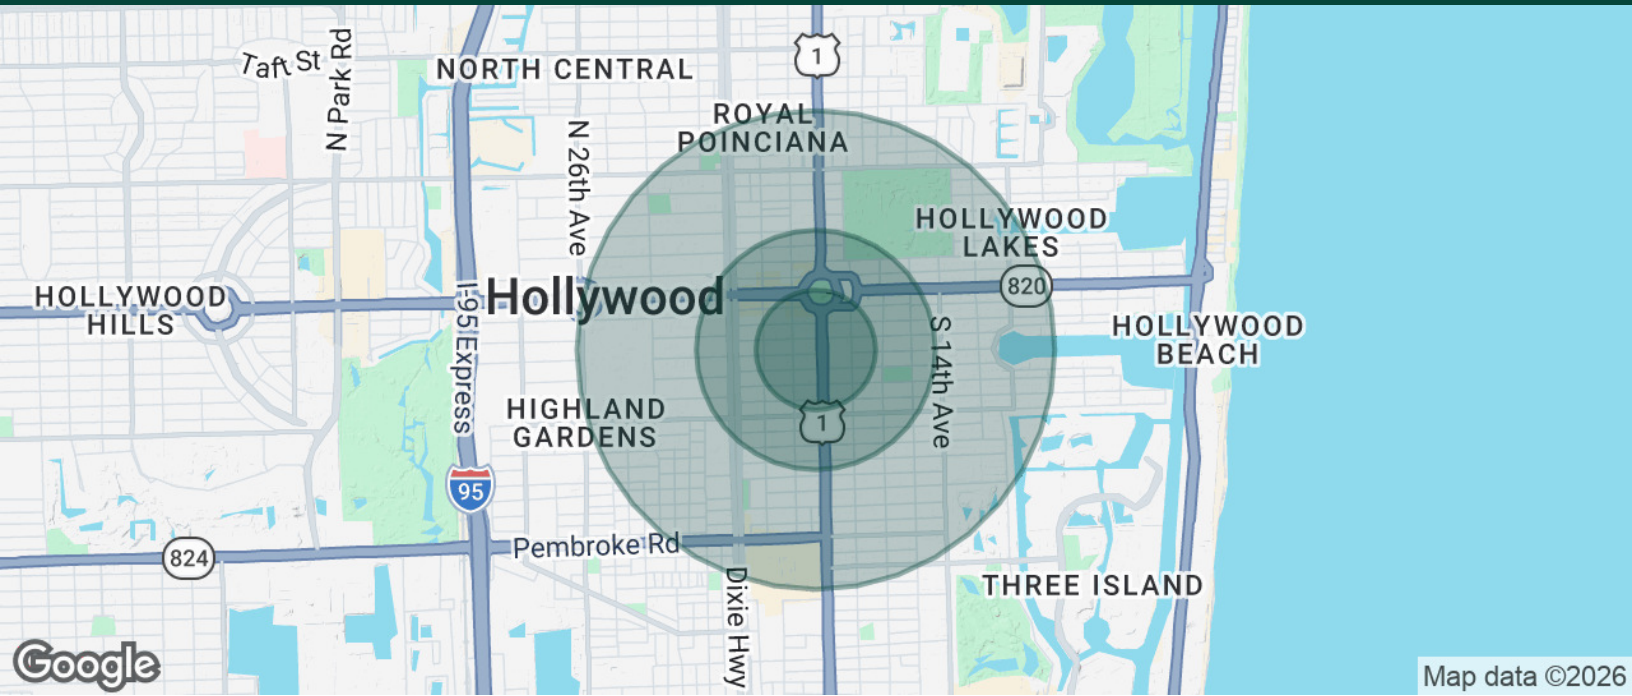 Taft St
N Park Rd
NORTH CENTRAL
1
ROYAL
POINCIANA
N 26th Ave
HOLLYWOOD
LAKES
HOLLYWOOD
HILLS
I-95 Express
Hollywood
820
HOLLYWOOD
BEACH
S 14th Ave
HIGHLAND
GARDENS
1
95
824
Pembroke Rd
Dixie Hwy
THREE ISLAND
Google
Map data ©2026